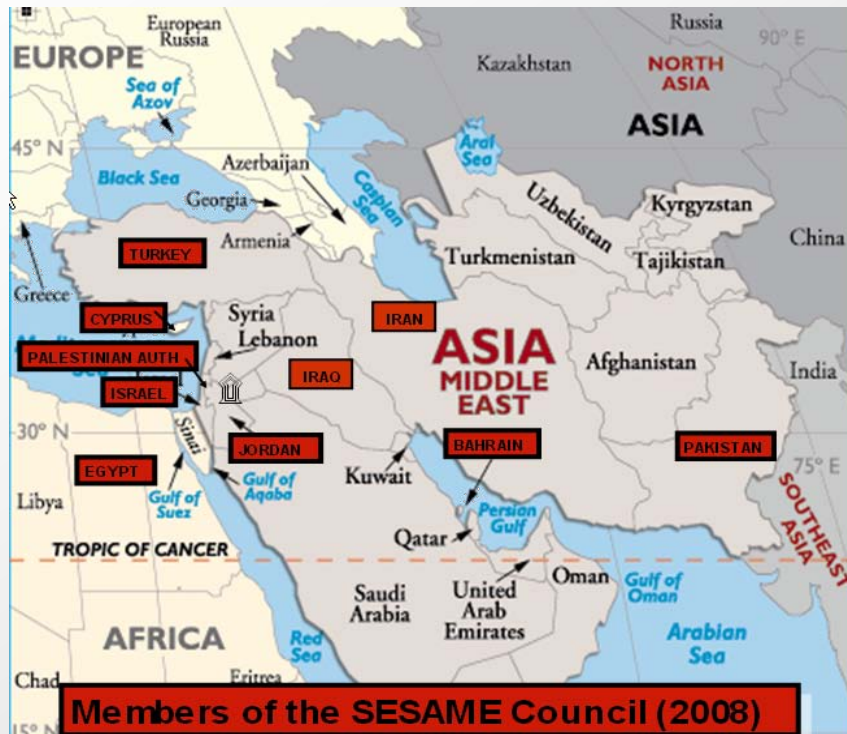 European
Russia
Russia
90° E
EUROPE
Kazakhstan
NORTH
ASIA
Sea of
Azov
ASIA
Aral
Sea
45° N
Azerbaijan
Black Sea
Caspian
Sea
Uzbekistan
Kyrgyzstan
Georgia
Armenia
Turkmenistan
Tajikistan
China
TURKEY
Greece
CYPRUS
Syria
IRAN
Lebanon
ASIA
MIDDLE
EAST
Afghanistan
PALESTINIAN AUTH
Sea
India
IRAQ
ISRAEL
30° N
Sinai
JORDAN
BAHRAIN
PAKISTAN
EGYPT
Gulf of
Aqaba
Kuwait
75° E
Libya
Gulf of
Suez
Persian
Gulf
SOUTHEAST
ASIA
Qatar
TROPIC OF CANCER
Saudi
Arabia
United
Arab
Emirates
Oman
Gulf of
Oman
AFRICA
Red
Sea
Arabian
Sea
Chad
Eritrea
Members of the SESAME Council (2008)
15° N